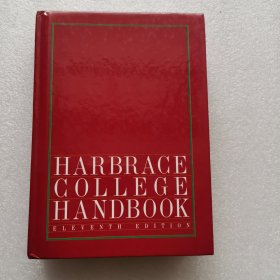 HARBRACE
COLLEGE
HANDBOOK
ELEVENTH EDITION